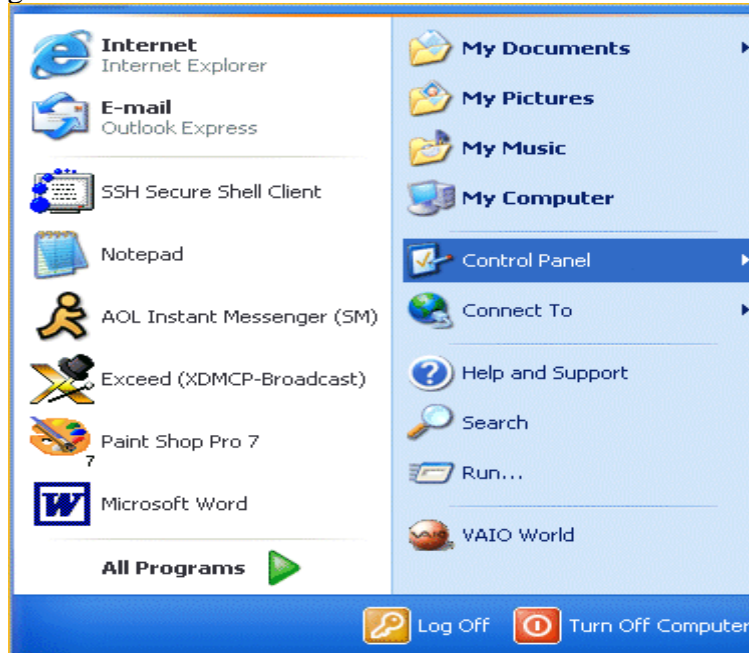 Internet
Internet Explorer
E-mail
Outlook Express
SSH Secure Shell Client
Notepad
AOL Instant Messenger (SM)
Exceed (XDMCP-Broadcast)
Paint Shop Pro 7
7
Microsoft Word
W
All Programs
My Documents
My Pictures
My Music
My Computer
Control Panel
Connect To
Help and Support
Search
Run...
VAIO
VAIO World
Log Off
Turn Off Computer